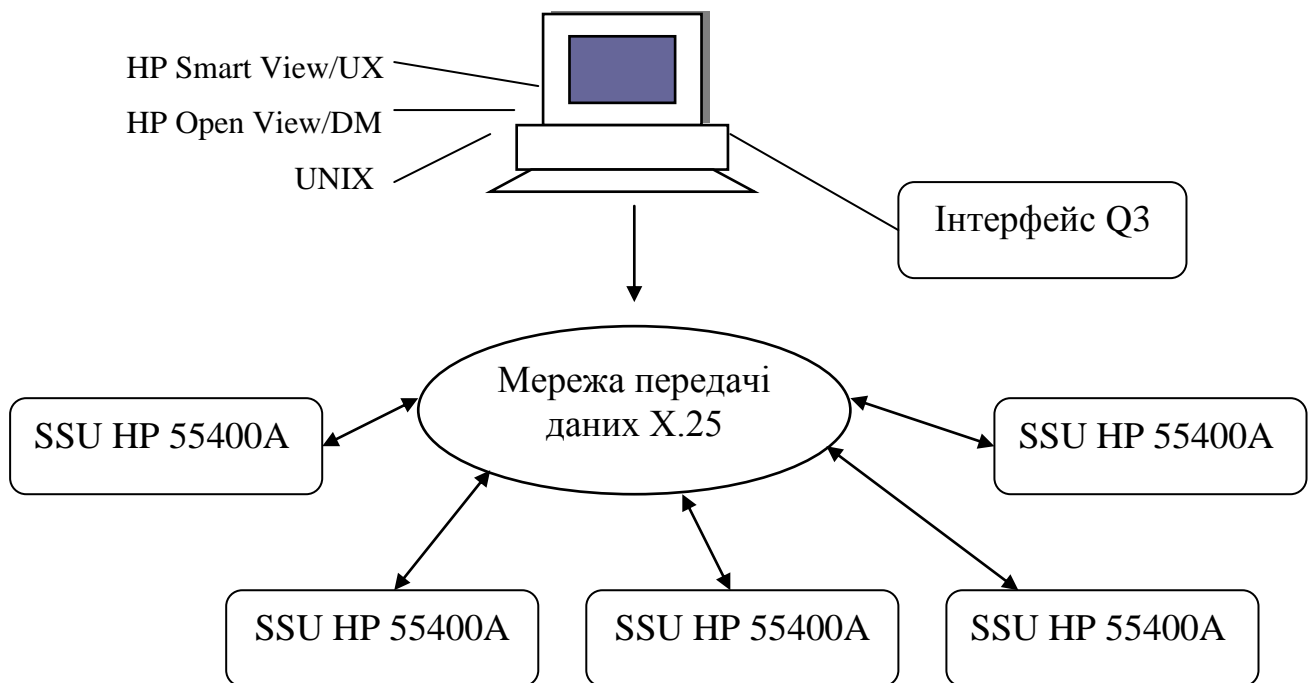 HP Smart View/UX
HP Open View/DM
UNIX
Інтерфейс Q3
Мережа передачі
даних X.25
SSU HP 55400A
SSU HP 55400A
SSU HP 55400A
SSU HP 55400A
SSU HP 55400A